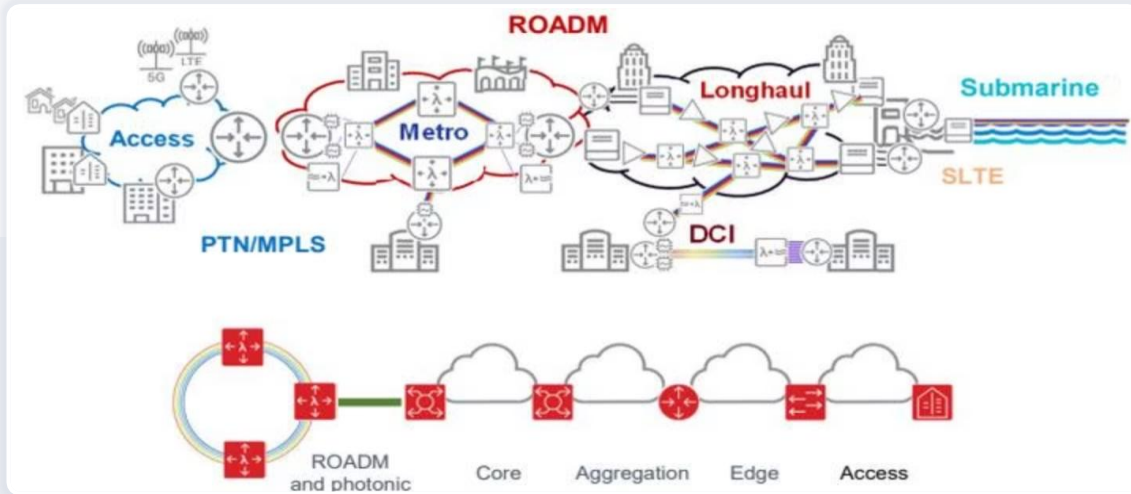 ROADM
5G
LTE
Access
Metro
Longhaul
Submarine
SLTE
PTN/MPLS
DCI
ROADM
and photonic
Core
Aggregation
Edge
Access